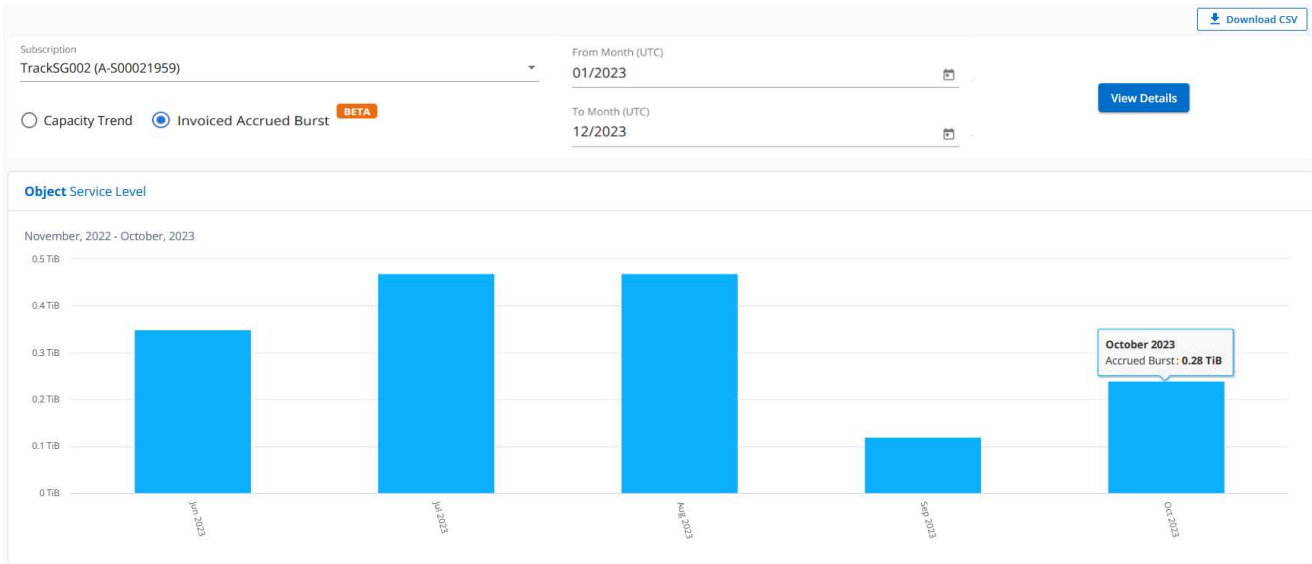 Download CSV
Subscription
TrackSG002 (A-S00021959)
From Month (UTC)
01/2023
View Details
Capacity Trend
Invoiced Accrued Burst
BETA
To Month (UTC)
12/2023
Object Service Level
November, 2022 - October, 2023
0.5 TiB
0.4 TiB
0.3 TiB
0.2 TiB
0.1 TiB
0 TiB
October 2023
Accrued Burst: 0.28 TiB
Jun 2023
Jul 2023
Aug 2023
Sep 2023
Oct 2023